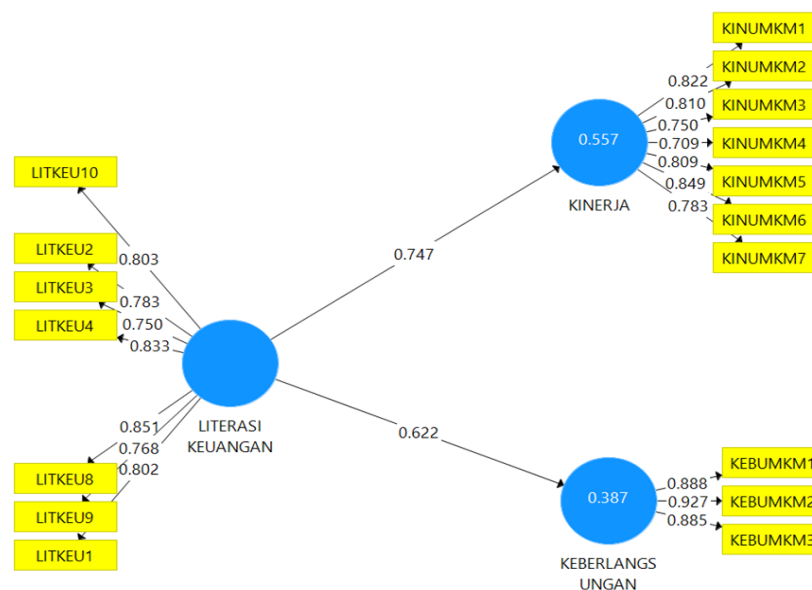 LITKEU10
LITKEU2
LITKEU3
LITKEU4
LITKEU8
LITKEU9
LITKEU1
0.803
0.783
0.750
0.833
0.851
0.768
0.802
LITERASI
KEUANGAN
0.747
0.622
0.557
KINERJA
0.822
0.810
0.750
0.709
0.809
0.849
0.783
KINUMKM1
KINUMKM2
KINUMKM3
KINUMKM4
KINUMKM5
KINUMKM6
KINUMKM7
0.387
KEBERLANGS
UNGAN
0.888
0.927
0.885
KEBUMKM1
KEBUMKM2
KEBUMKM3